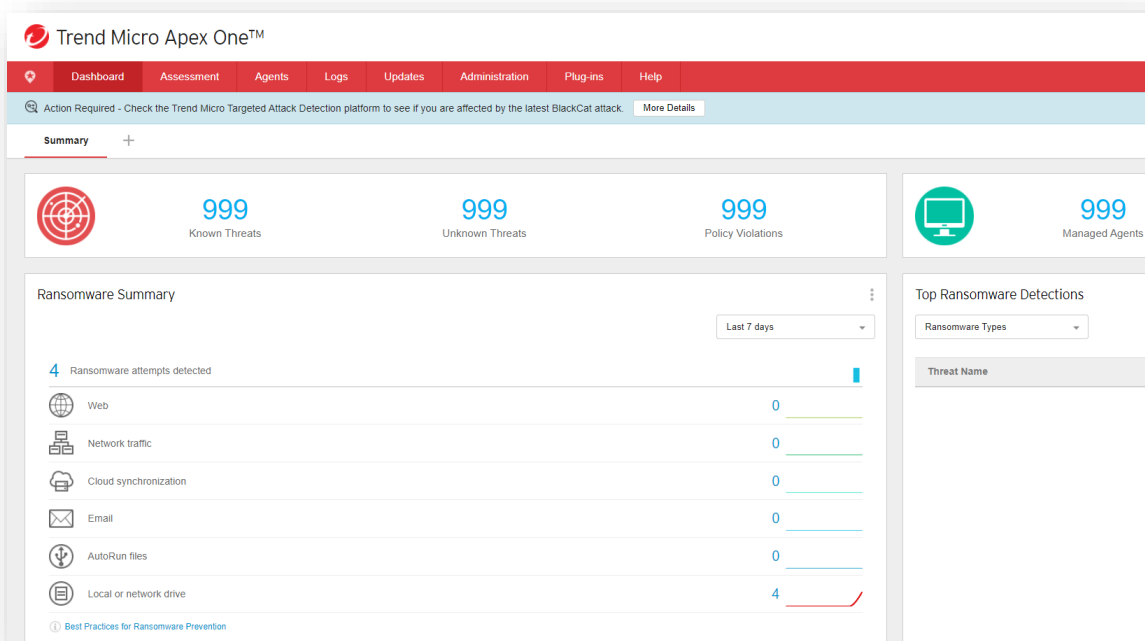 Trend Micro Apex One™
Dashboard Assessment Agents Logs Updates Administration Plug-ins Help
Action Required - Check the Trend Micro Targeted Attack Detection platform to see if you are affected by the latest BlackCat attack. More Details
Summary
999 999 999 999
Known Threats Unknown Threats Policy Violations Managed Agents
Ransomware Summary
Last 7 days
4 Ransomware attempts detected
Web 0
Network traffic 0
Cloud synchronization 0
Email 0
AutoRun files 0
Local or network drive 4
Best Practices for Ransomware Prevention
Top Ransomware Detections
Ransomware Types
Threat Name